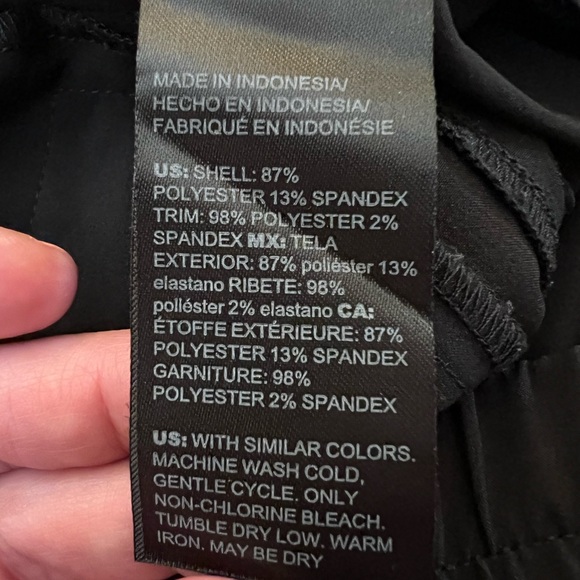 MADE IN INDONESIA/
HECHO EN INDONESIA/
FABRIQUÉ EN INDONÉSIE
US: SHELL: 87%
POLYESTER 13% SPANDEX
TRIM: 98% POLYESTER 2%
SPANDEX MX: TELA
EXTERIOR: 87% poliéster 13%
elastano RIBETE: 98%
poliéster 2% elastano CA:
ÉTOFFE EXTÉRIEURE: 87%
POLYESTER 13% SPANDEX
GARNITURE: 98%
POLYESTER 2% SPANDEX
US: WITH SIMILAR COLORS.
MACHINE WASH COLD,
GENTLE CYCLE. ONLY
NON-CHLORINE BLEACH.
TUMBLE DRY LOW. WARM
IRON. MAY BE DRY